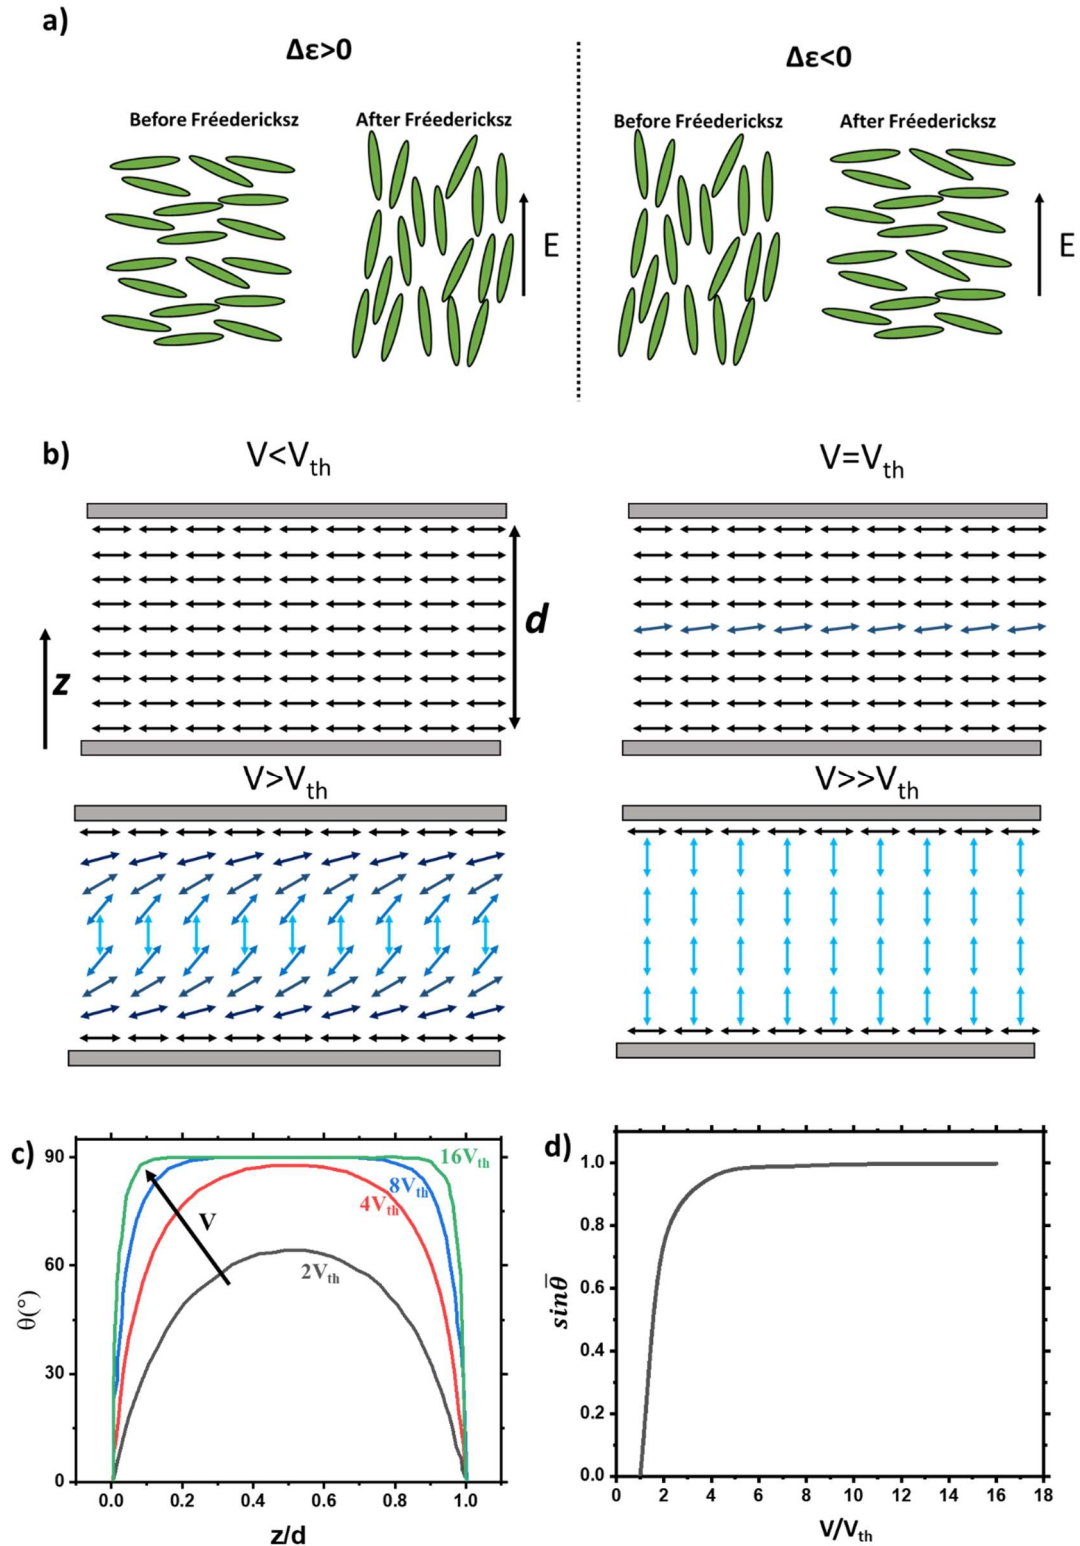 a)
Δε>0
Δε<0
Before Fréedericksz
After Fréedericksz
Before Fréedericksz
After Fréedericksz
E
E
b)
V<Vth
V=Vth
d
z
V>Vth
V>>Vth
c)
90
60
30
0
θ(°)
16Vth
8Vth
4Vth
V
2Vth
0.0 0.2 0.4 0.6 0.8 1.0
z/d
d)
1.0
0.8
0.6
0.4
0.2
0.0
sinθ̅
0 2 4 6 8 10 12 14 16 18
V/Vth